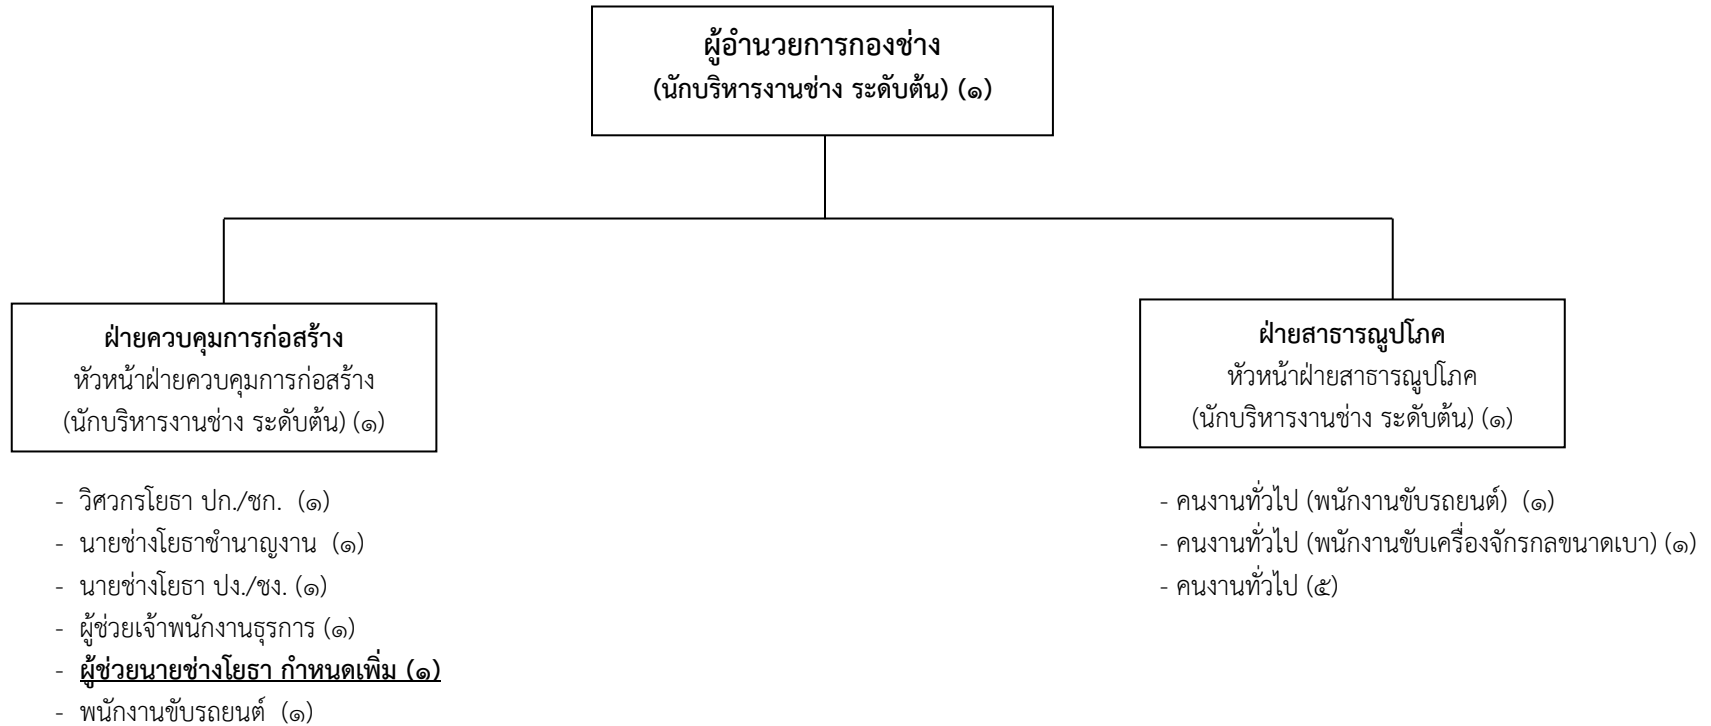 ผู้อำนวยการกองช่าง
(นักบริหารงานช่าง ระดับต้น) (๑)
ฝ่ายควบคุมการก่อสร้าง
หัวหน้าฝ่ายควบคุมการก่อสร้าง
(นักบริหารงานช่าง ระดับต้น) (๑)
- วิศวกรโยธา ปก./ชก. (๑)
- นายช่างโยธาชำนาญงาน (๑)
- นายช่างโยธา ปง./ชง. (๑)
- ผู้ช่วยเจ้าพนักงานธุรการ (๑)
- ผู้ช่วยนายช่างโยธา กำหนดเพิ่ม (๑)
- พนักงานขับรถยนต์ (๑)
ฝ่ายสาธารณูปโภค
หัวหน้าฝ่ายสาธารณูปโภค
(นักบริหารงานช่าง ระดับต้น) (๑)
- คนงานทั่วไป (พนักงานขับรถยนต์) (๑)
- คนงานทั่วไป (พนักงานขับเครื่องจักรกลขนาดเบา) (๑)
- คนงานทั่วไป (๕)